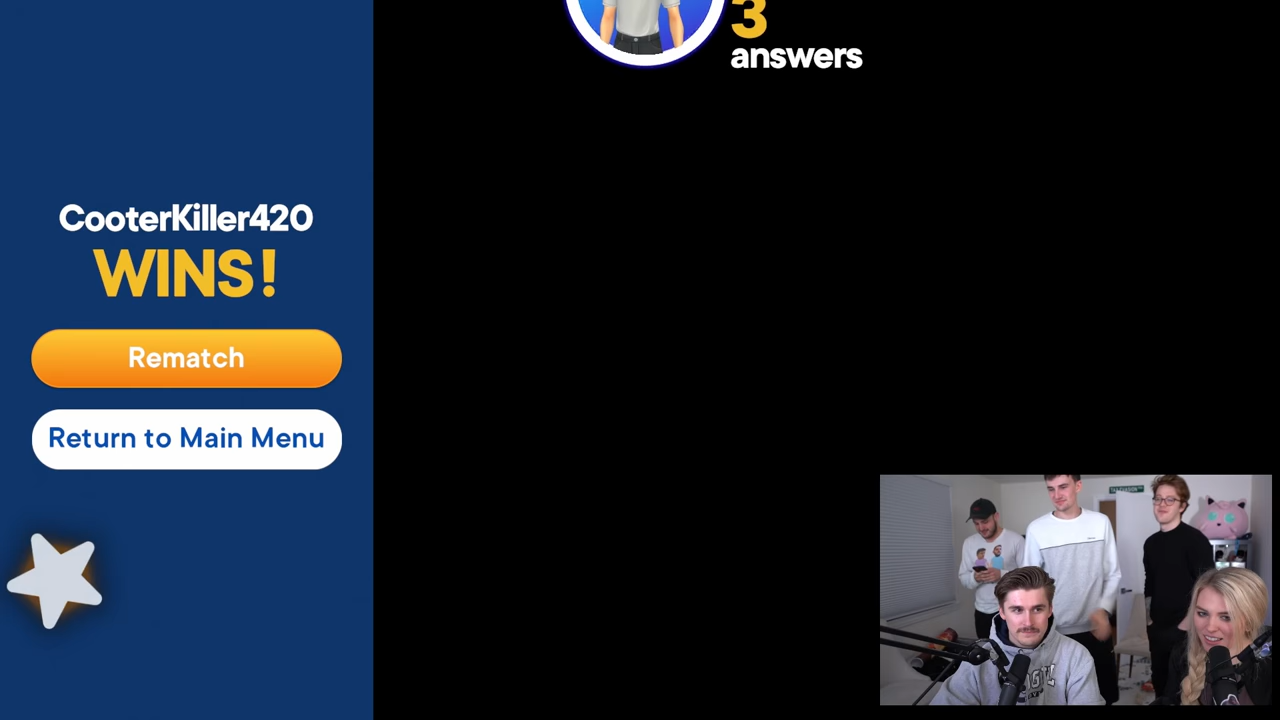 3
answers
CooterKiller420
WINS!
Rematch
Return to Main Menu